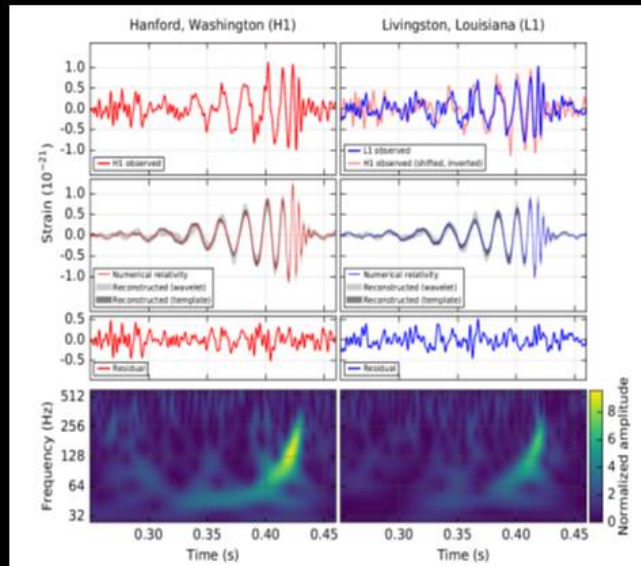 Hanford, Washington (H1)
Livingston, Louisiana (L1)
1.0
0.5
0.0
-0.5
-1.0
H1 observed
L1 observed
H1 observed (shifted, inverted)
Strain (10⁻²¹)
1.0
0.5
0.0
-0.5
-1.0
Numerical relativity
Reconstructed (wavelet)
Reconstructed (template)
Numerical relativity
Reconstructed (wavelet)
Reconstructed (template)
0.5
0.0
-0.5
Residual
Residual
Frequency (Hz)
512
256
128
64
32
0.30
0.35
0.40
0.45
0.30
0.35
0.40
0.45
Time (s)
Time (s)
8
6
4
2
0
Normalized amplitude